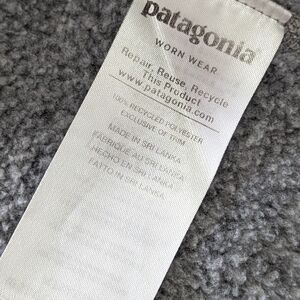 patagonia
WORN WEAR
Repair, Reuse, Recycle
This Product
www.patagonia.com
100% RECYCLED POLYESTER
EXCLUSIVE OF TRIM
MADE IN SRI LANKA
FABRIQUÉ AU SRI LANKA
HECHO EN SRI LANKA
FATTO IN SRI LANKA